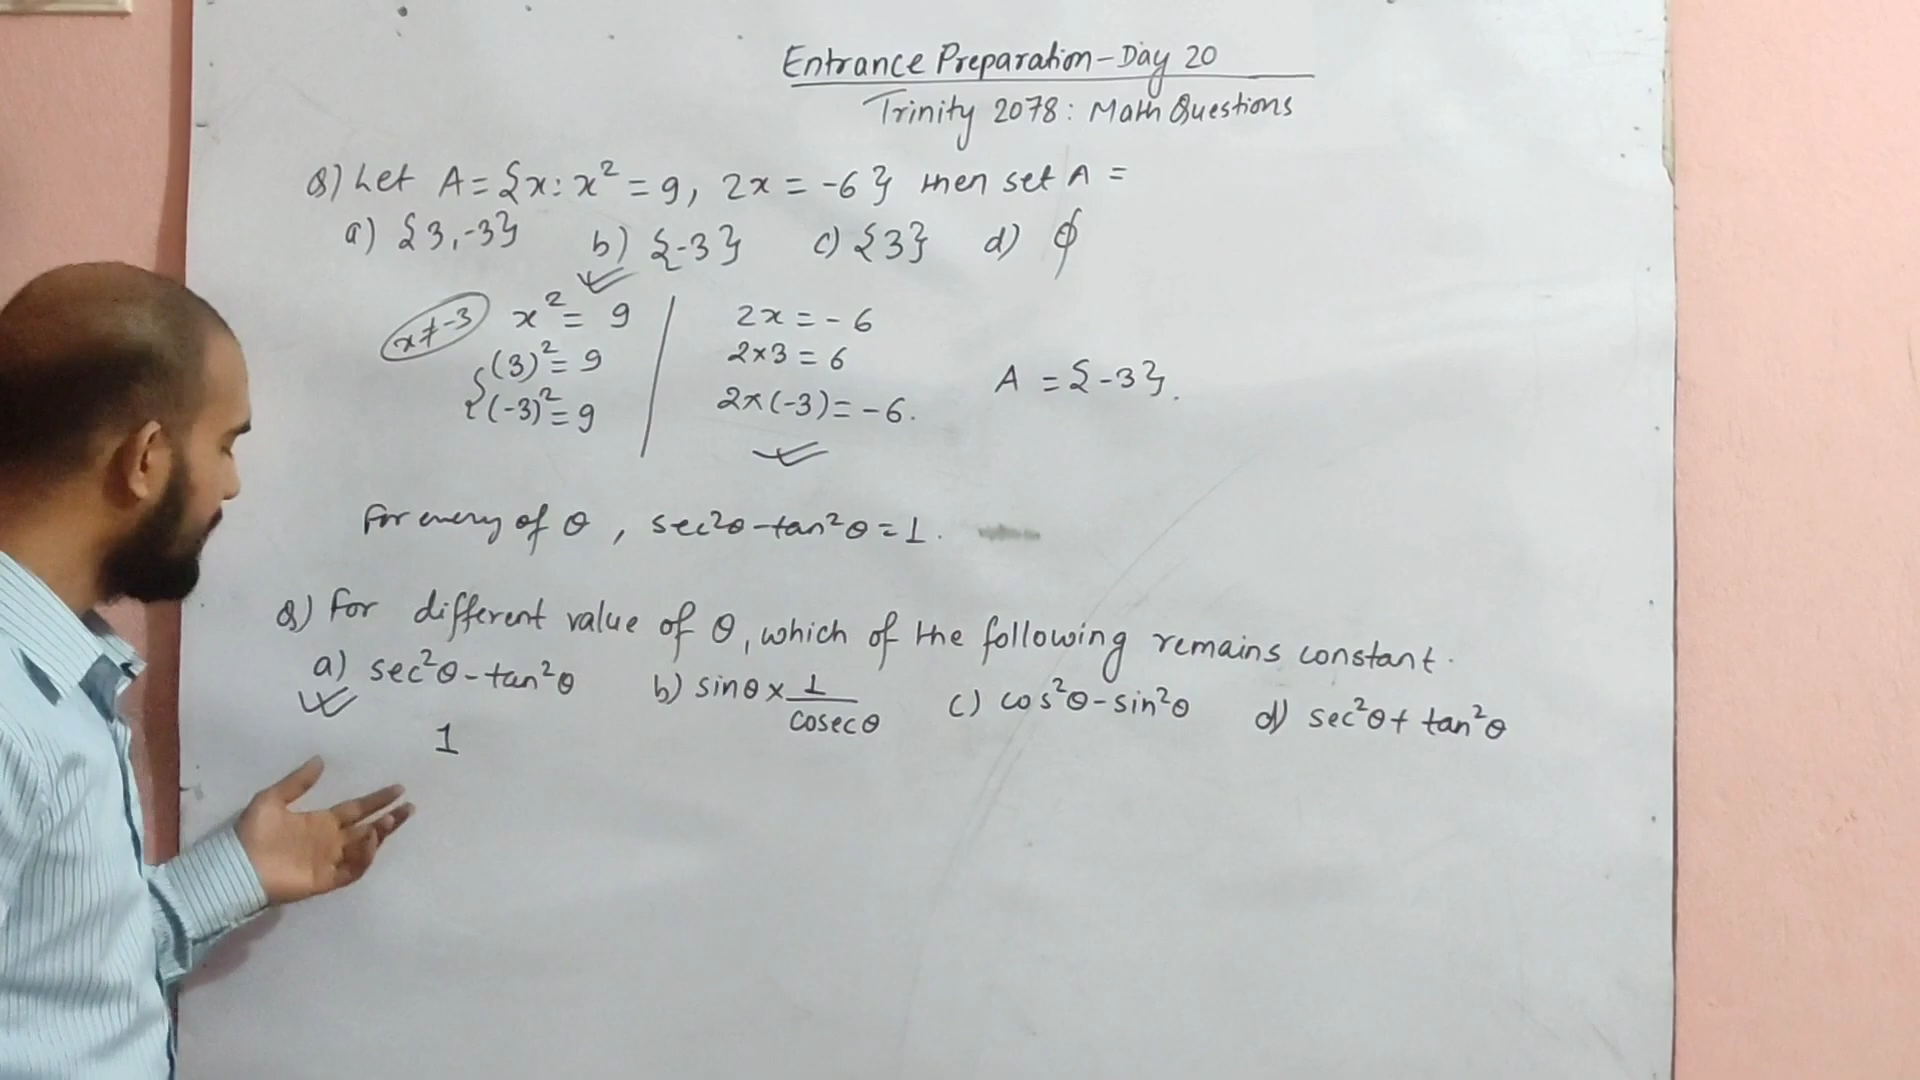 Entrance Preparation-Day 20
Trinity 2078: Math Questions
Q) Let A = {x: x² = 9, 2x = -6} then set A =
a) {3,-3} b) {-3} c) {3} d) ϕ
x² = 9 2x = -6
(3)² = 9 2×3 = 6
(-3)² = 9 2×(-3) = -6.
A = {-3}.
For every of θ, sec²θ-tan²θ = 1.
Q) For different value of θ, which of the following remains constant.
a) sec²θ-tan²θ b) sinθ × 1/cosecθ c) cos²θ-sin²θ d) sec²θ+tan²θ
1